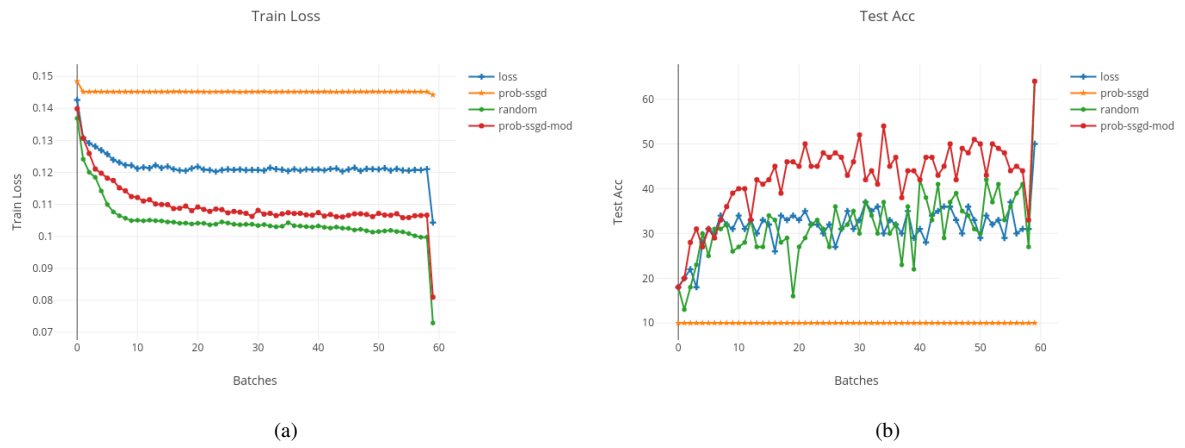 Train Loss
0.15
0.14
0.13
0.12
0.11
0.1
0.09
0.08
0.07
Train Loss
0
10
20
30
40
50
60
Batches
loss
prob-ssgd
random
prob-ssgd-mod
(a)
Test Acc
60
50
40
30
20
10
Test Acc
0
10
20
30
40
50
60
Batches
loss
prob-ssgd
random
prob-ssgd-mod
(b)